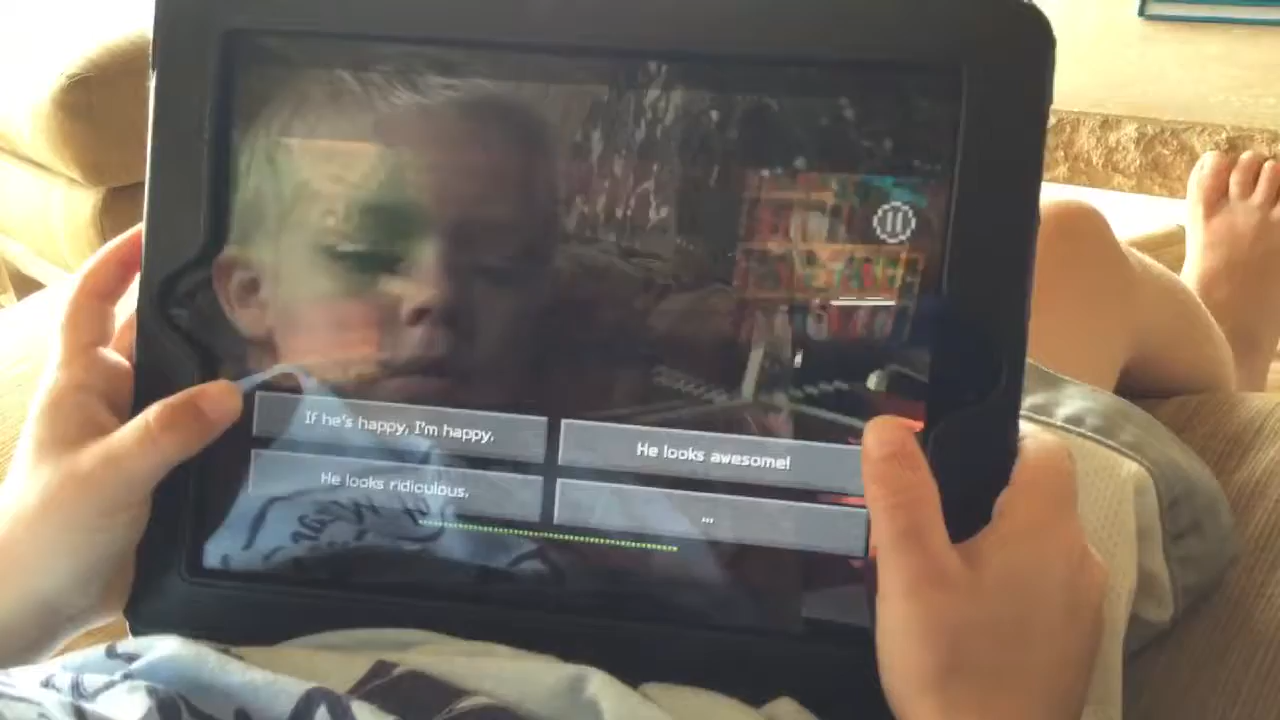 If he's happy, I'm happy.
He looks awesome!
He looks ridiculous.
...